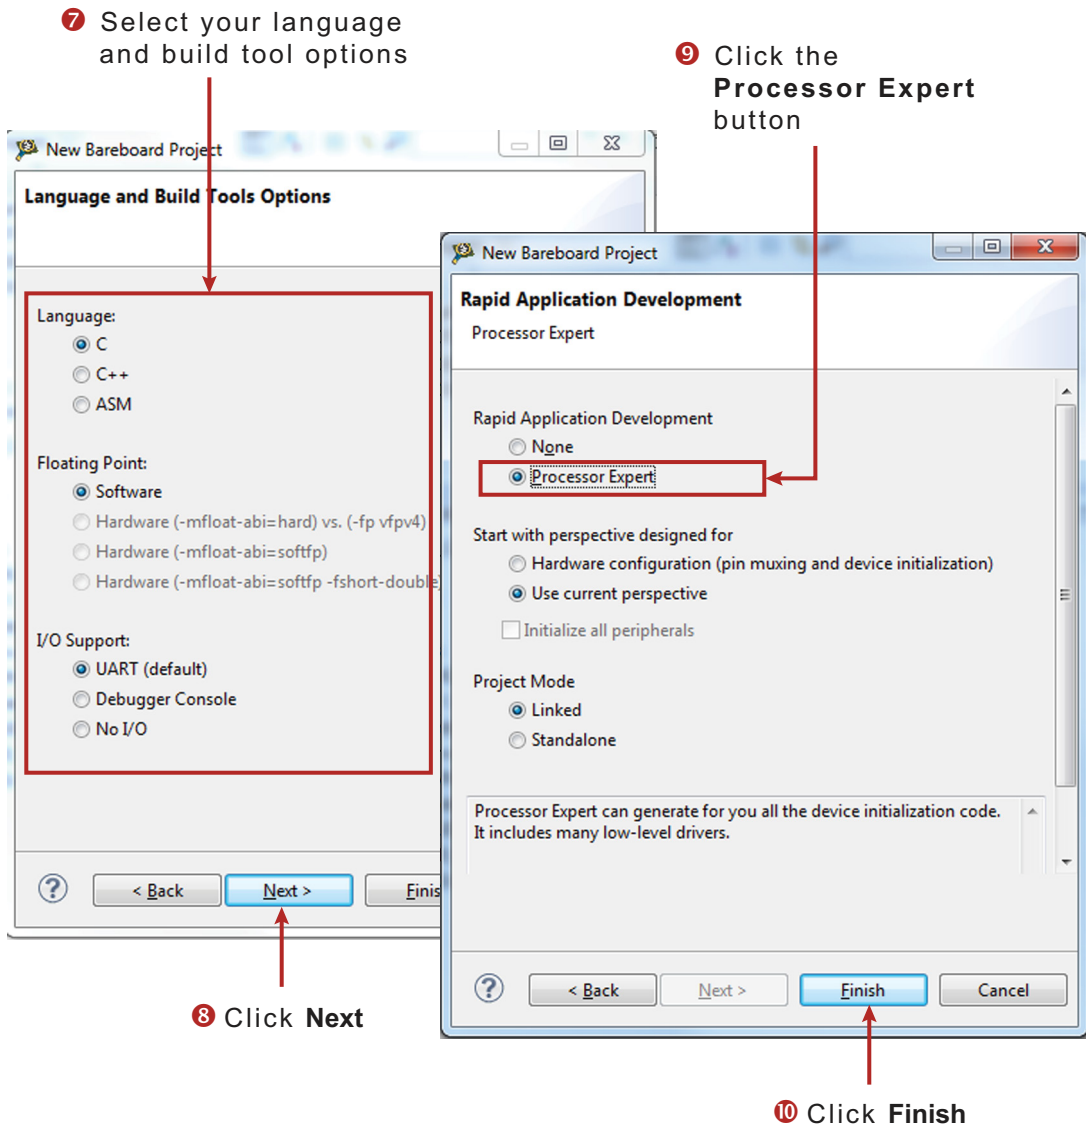 ❼ Select your language
and build tool options
❾ Click the
Processor Expert
button
New Bareboard Project
Language and Build Tools Options
Language:
C
C++
ASM
Floating Point:
Software
Hardware (-mfloat-abi=hard) vs. (-fp vfpv4)
Hardware (-mfloat-abi=softfp)
Hardware (-mfloat-abi=softfp -fshort-double)
I/O Support:
UART (default)
Debugger Console
No I/O
? < Back Next > Finis
❽ Click Next
New Bareboard Project
Rapid Application Development
Processor Expert
Rapid Application Development
None
Processor Expert
Start with perspective designed for
Hardware configuration (pin muxing and device initialization)
Use current perspective
Initialize all peripherals
Project Mode
Linked
Standalone
Processor Expert can generate for you all the device initialization code.
It includes many low-level drivers.
? < Back Next > Finish Cancel
❿ Click Finish